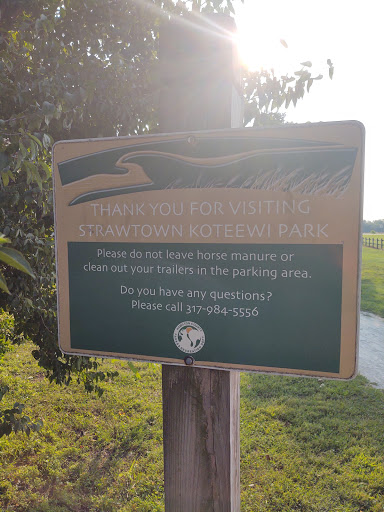 THANK YOU FOR VISITING
STRAWTOWN KOTEEWI PARK
Please do not leave horse manure or
clean out your trailers in the parking area.
Do you have any questions?
Please call 317-984-5556